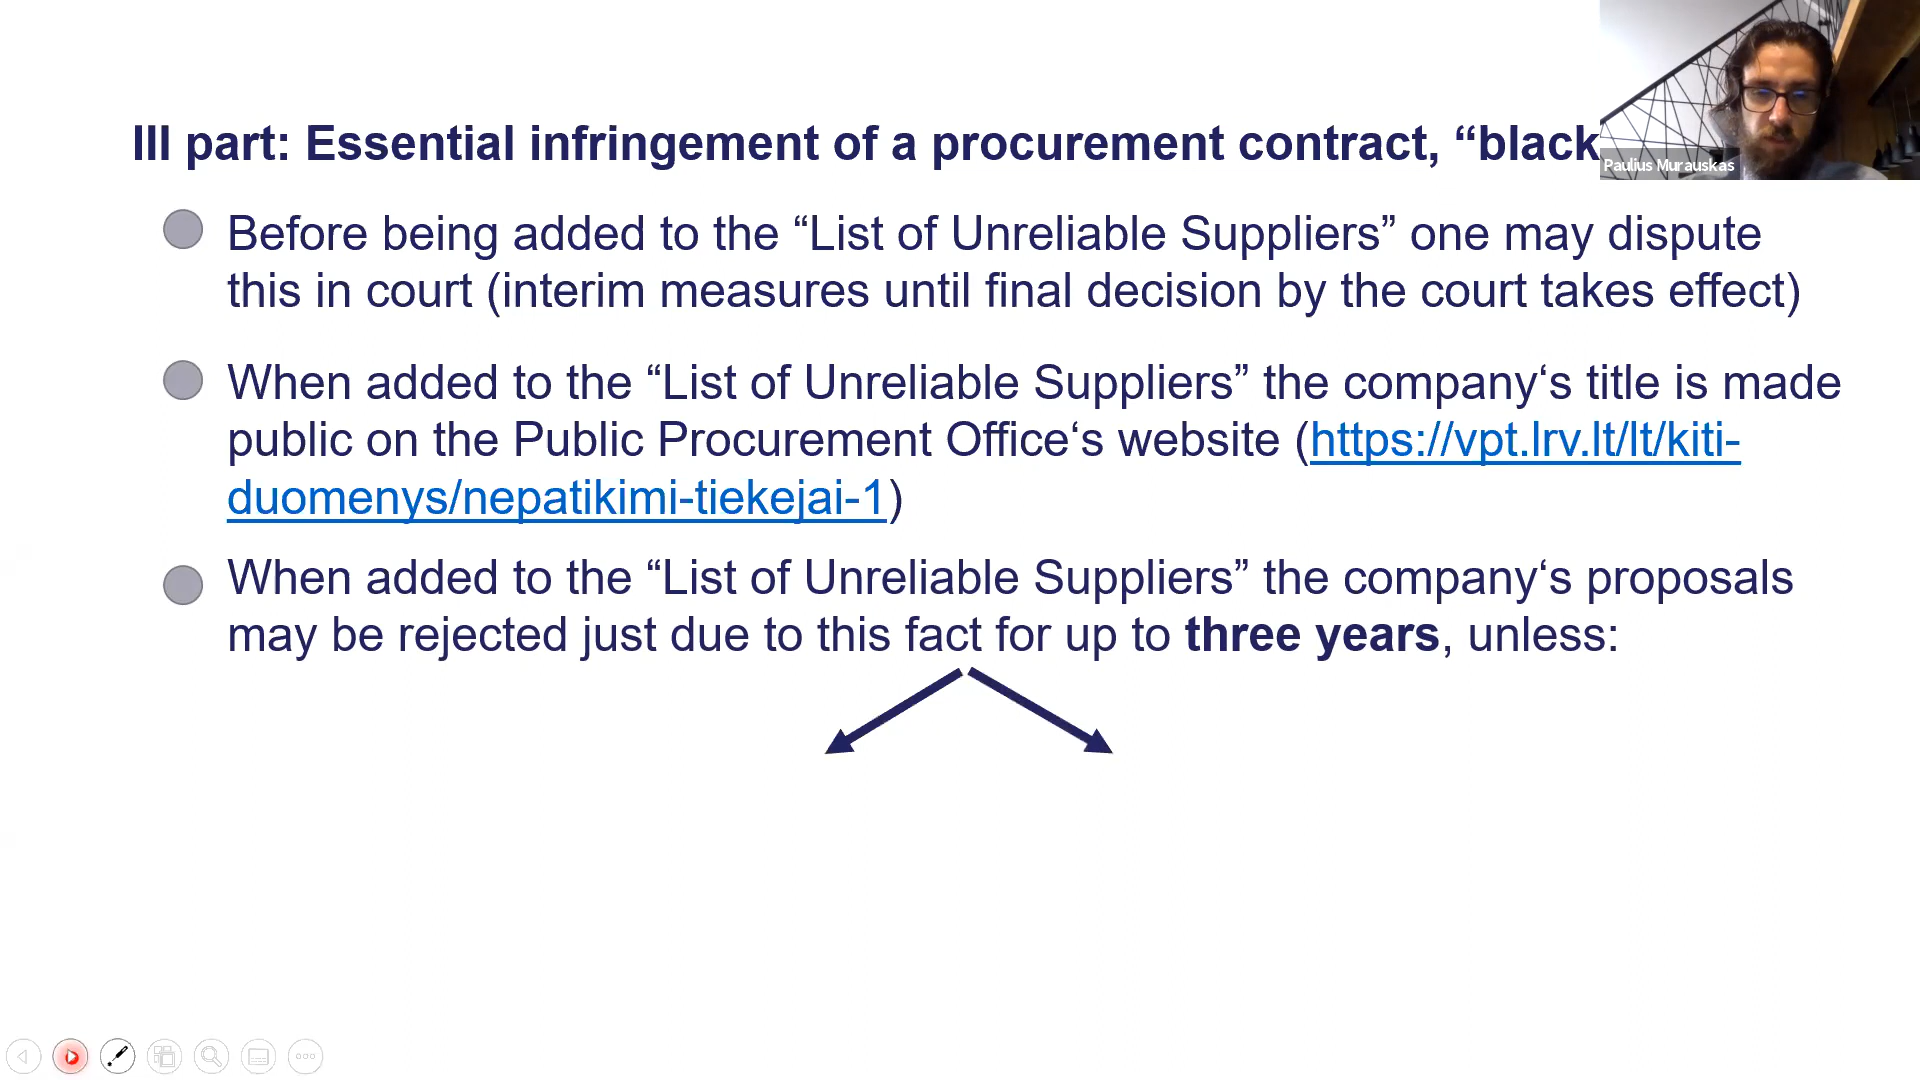 III part: Essential infringement of a procurement contract, “black
Paulius Murauskas
Before being added to the “List of Unreliable Suppliers” one may dispute
this in court (interim measures until final decision by the court takes effect)
When added to the “List of Unreliable Suppliers” the company‘s title is made
public on the Public Procurement Office‘s website (https://vpt.lrv.lt/lt/kiti-
duomenys/nepatikimi-tiekejai-1)
When added to the “List of Unreliable Suppliers” the company‘s proposals
may be rejected just due to this fact for up to three years, unless: